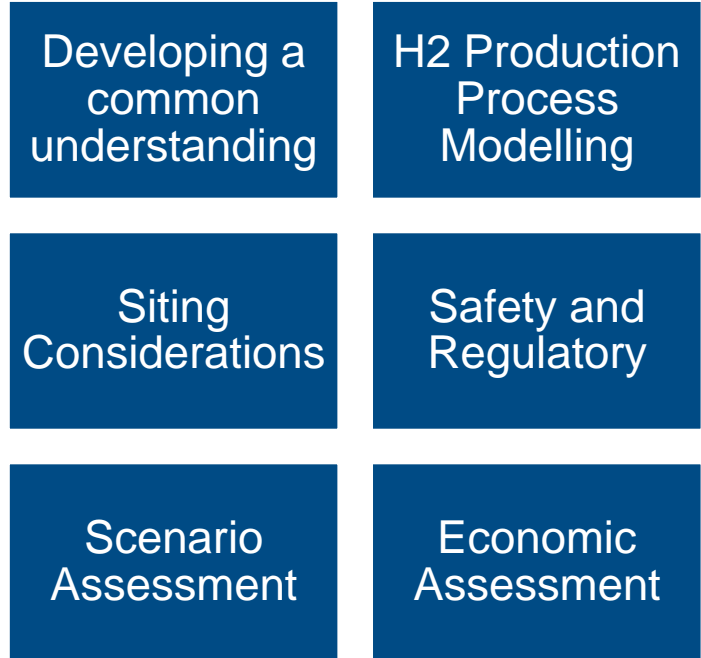 Developing a
common
understanding
H2 Production
Process
Modelling
Siting
Considerations
Safety and
Regulatory
Scenario
Assessment
Economic
Assessment